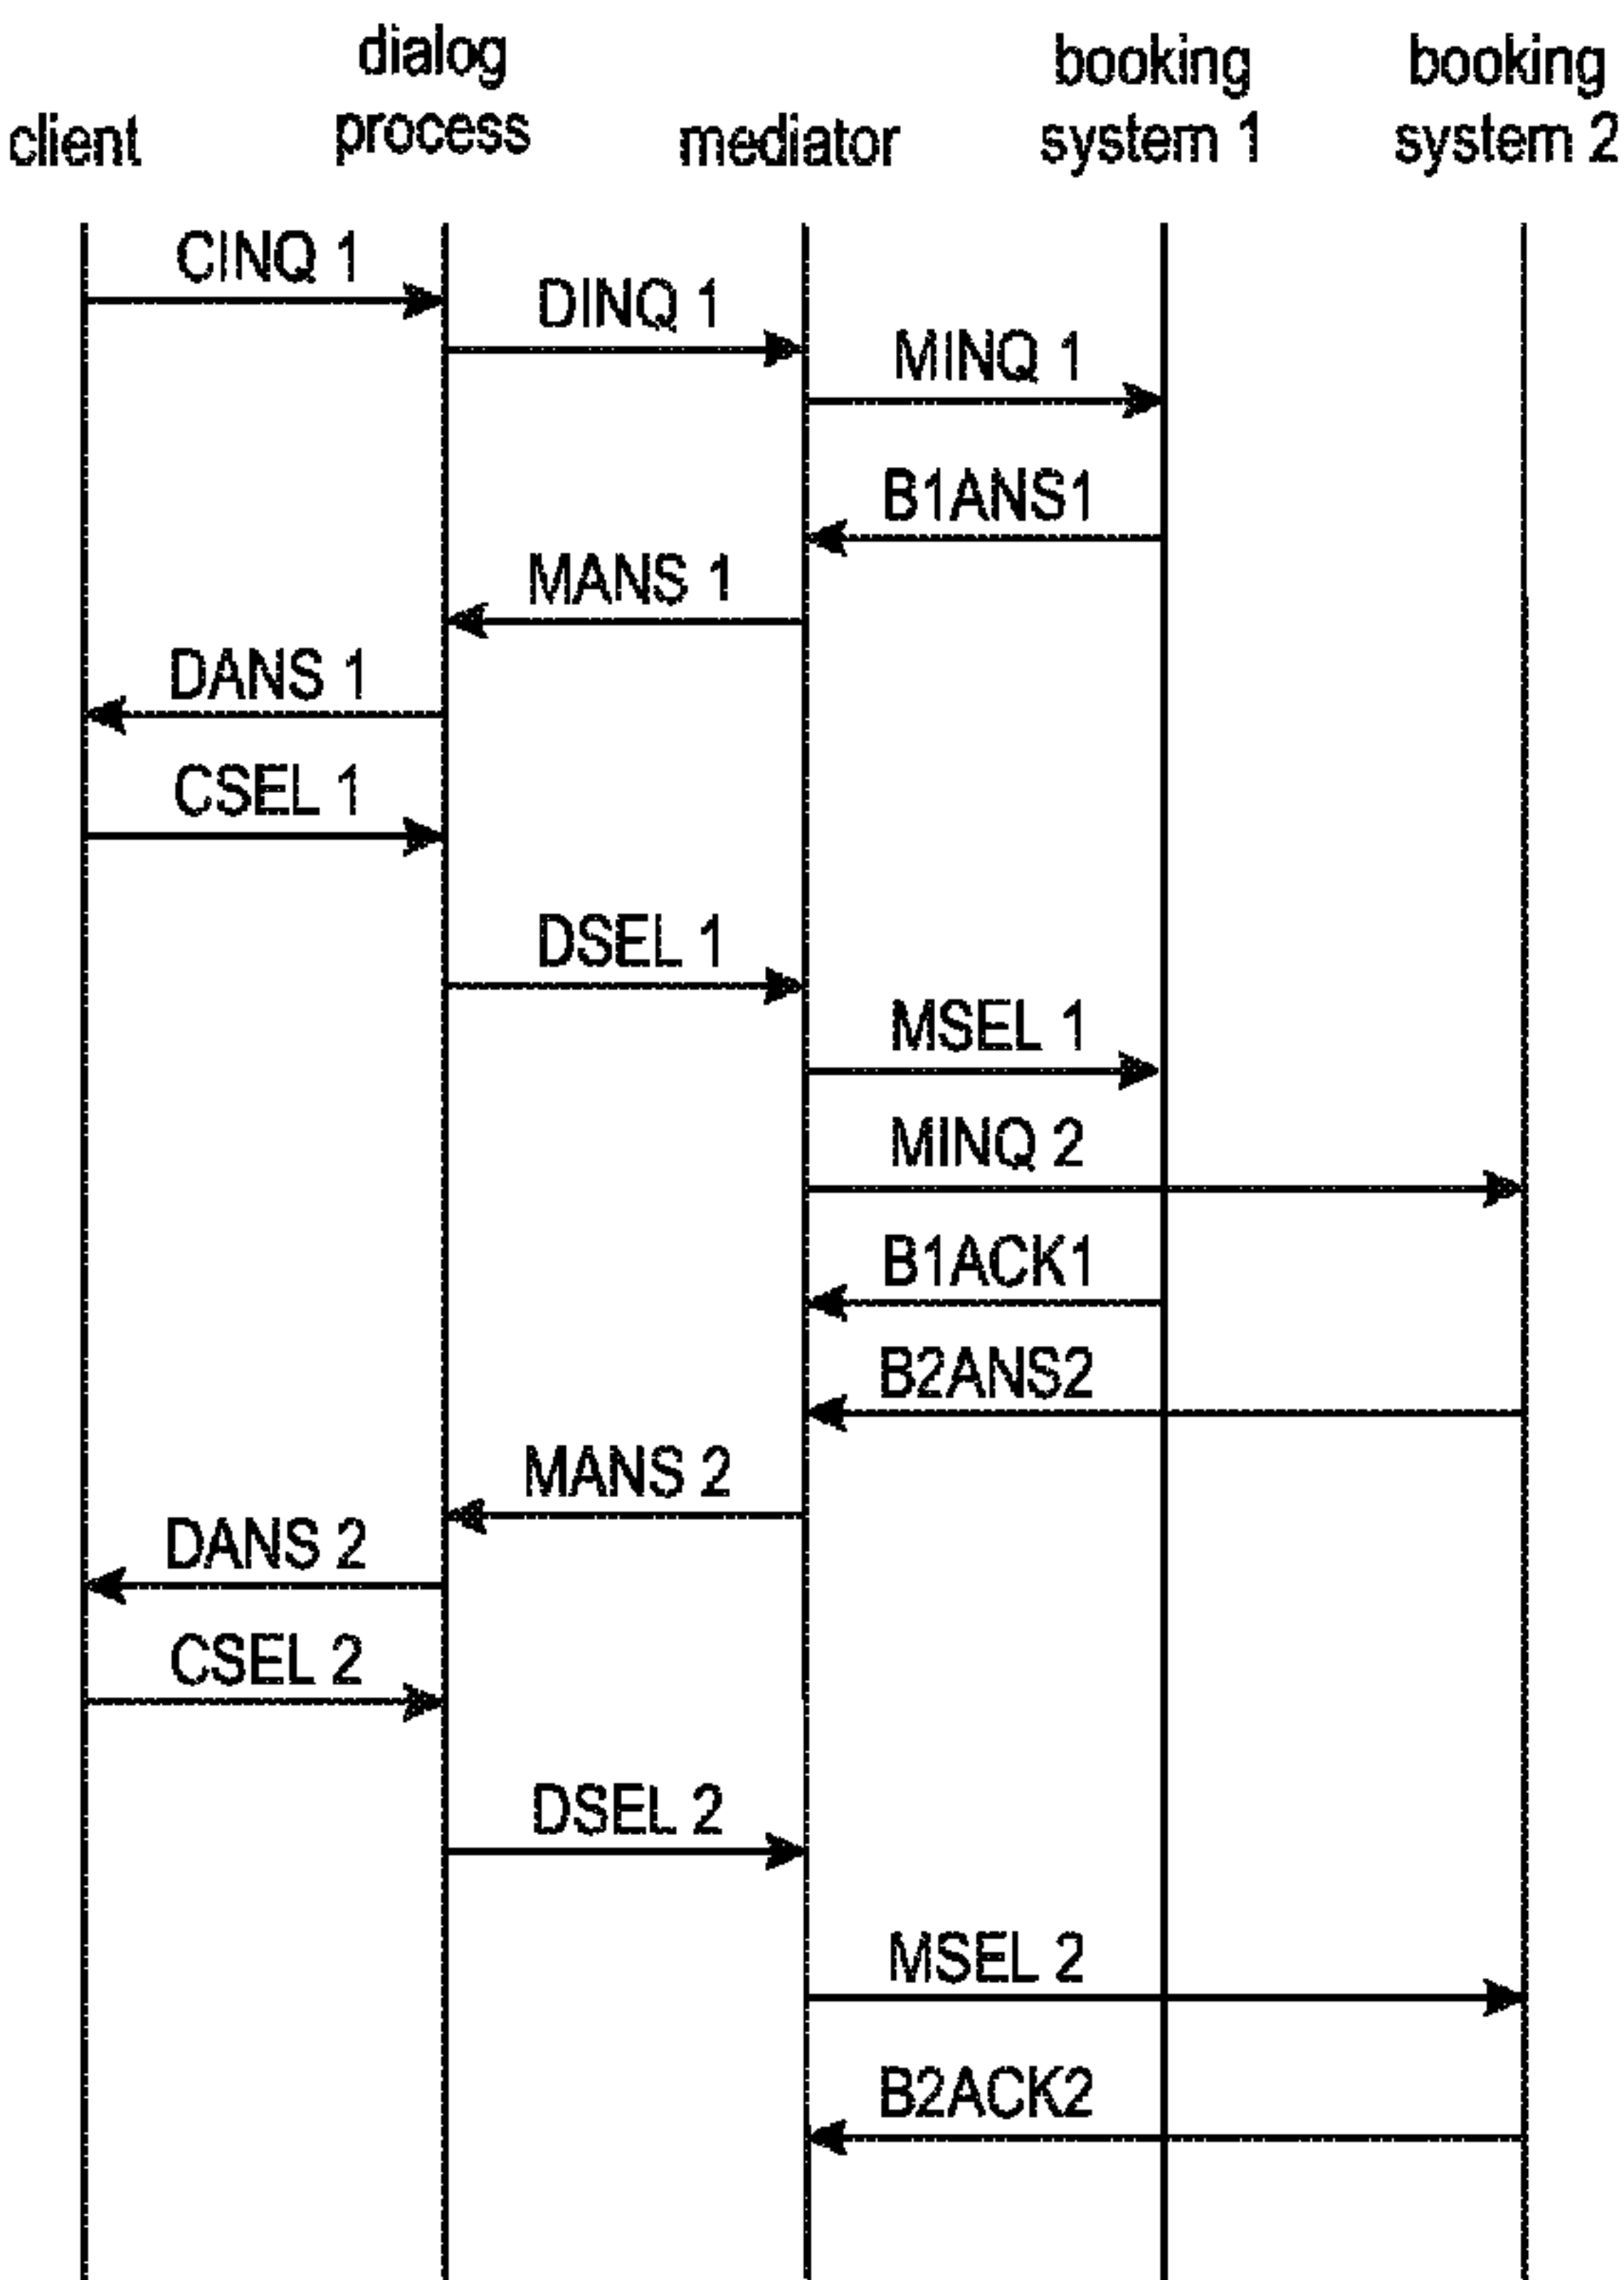 client
dialog
process
mediator
booking
system 1
booking
system 2
CINQ 1
DINQ 1
MINQ 1
B1ANS1
MANS 1
DANS 1
CSEL 1
DSEL 1
MSEL 1
MINQ 2
B1ACK1
B2ANS2
MANS 2
DANS 2
CSEL 2
DSEL 2
MSEL 2
B2ACK2